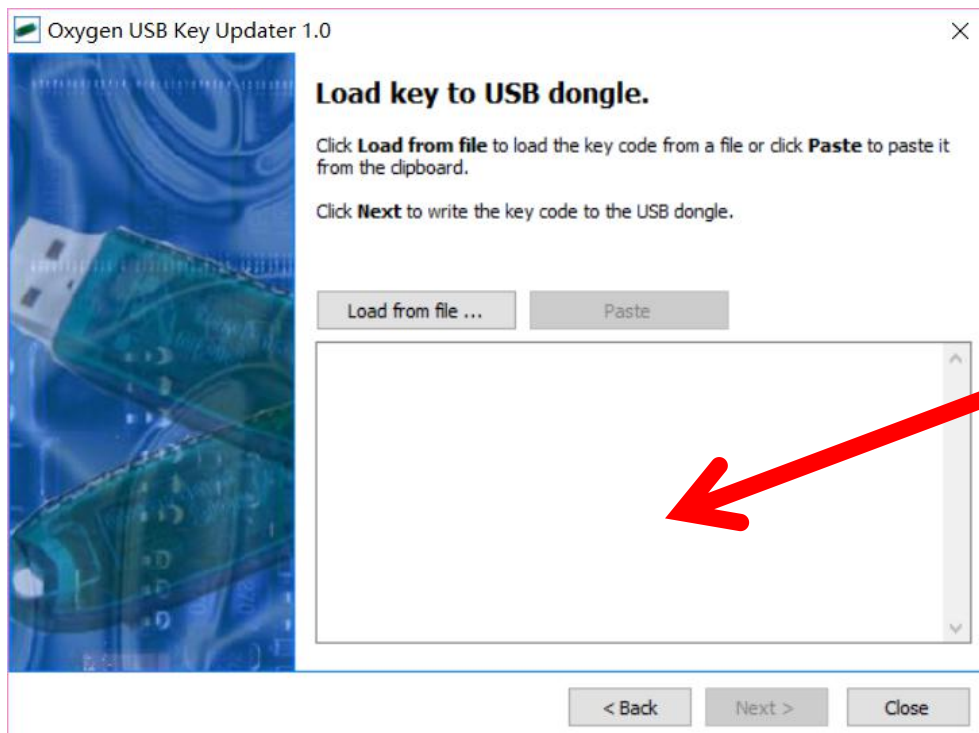 Oxygen USB Key Updater 1.0
Load key to USB dongle.
Click Load from file to load the key code from a file or click Paste to paste it
from the clipboard.
Click Next to write the key code to the USB dongle.
Load from file ...
Paste
< Back
Next >
Close